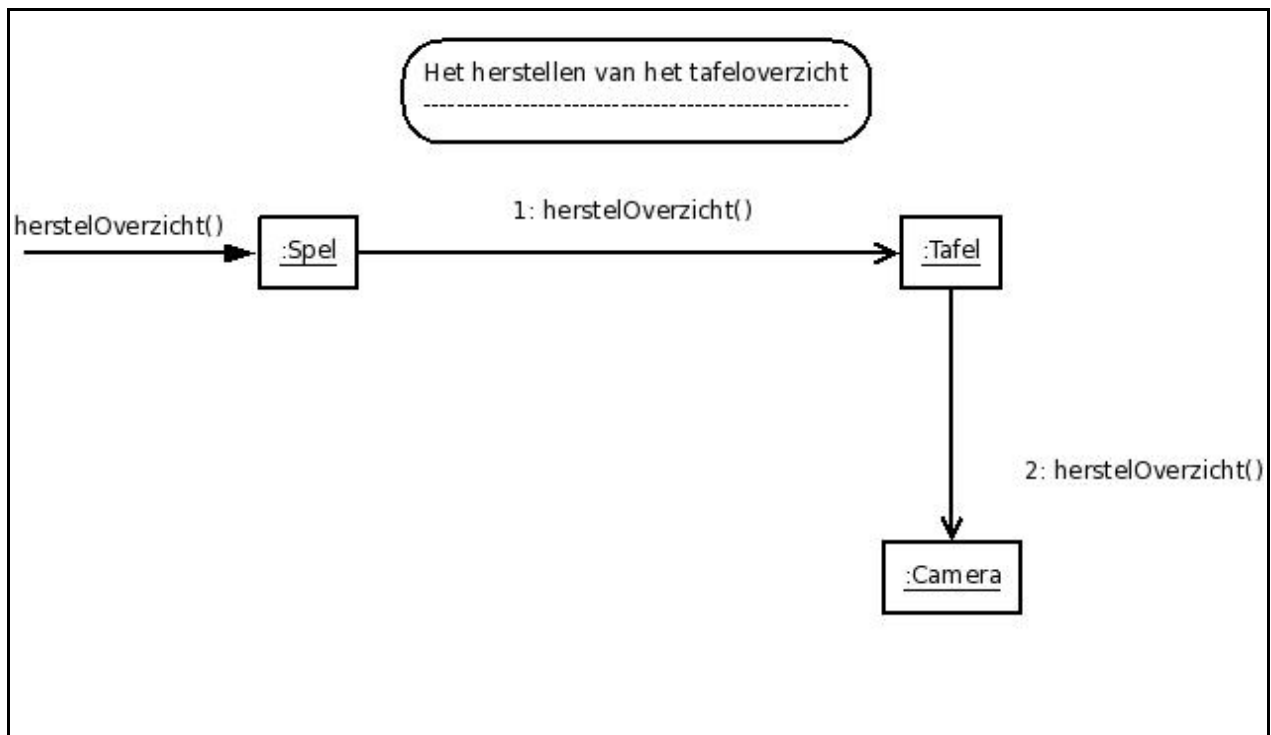 Het herstellen van het tafeloverzicht
herstelOverzicht()
:Spel
1: herstelOverzicht()
:Tafel
2: herstelOverzicht()
:Camera